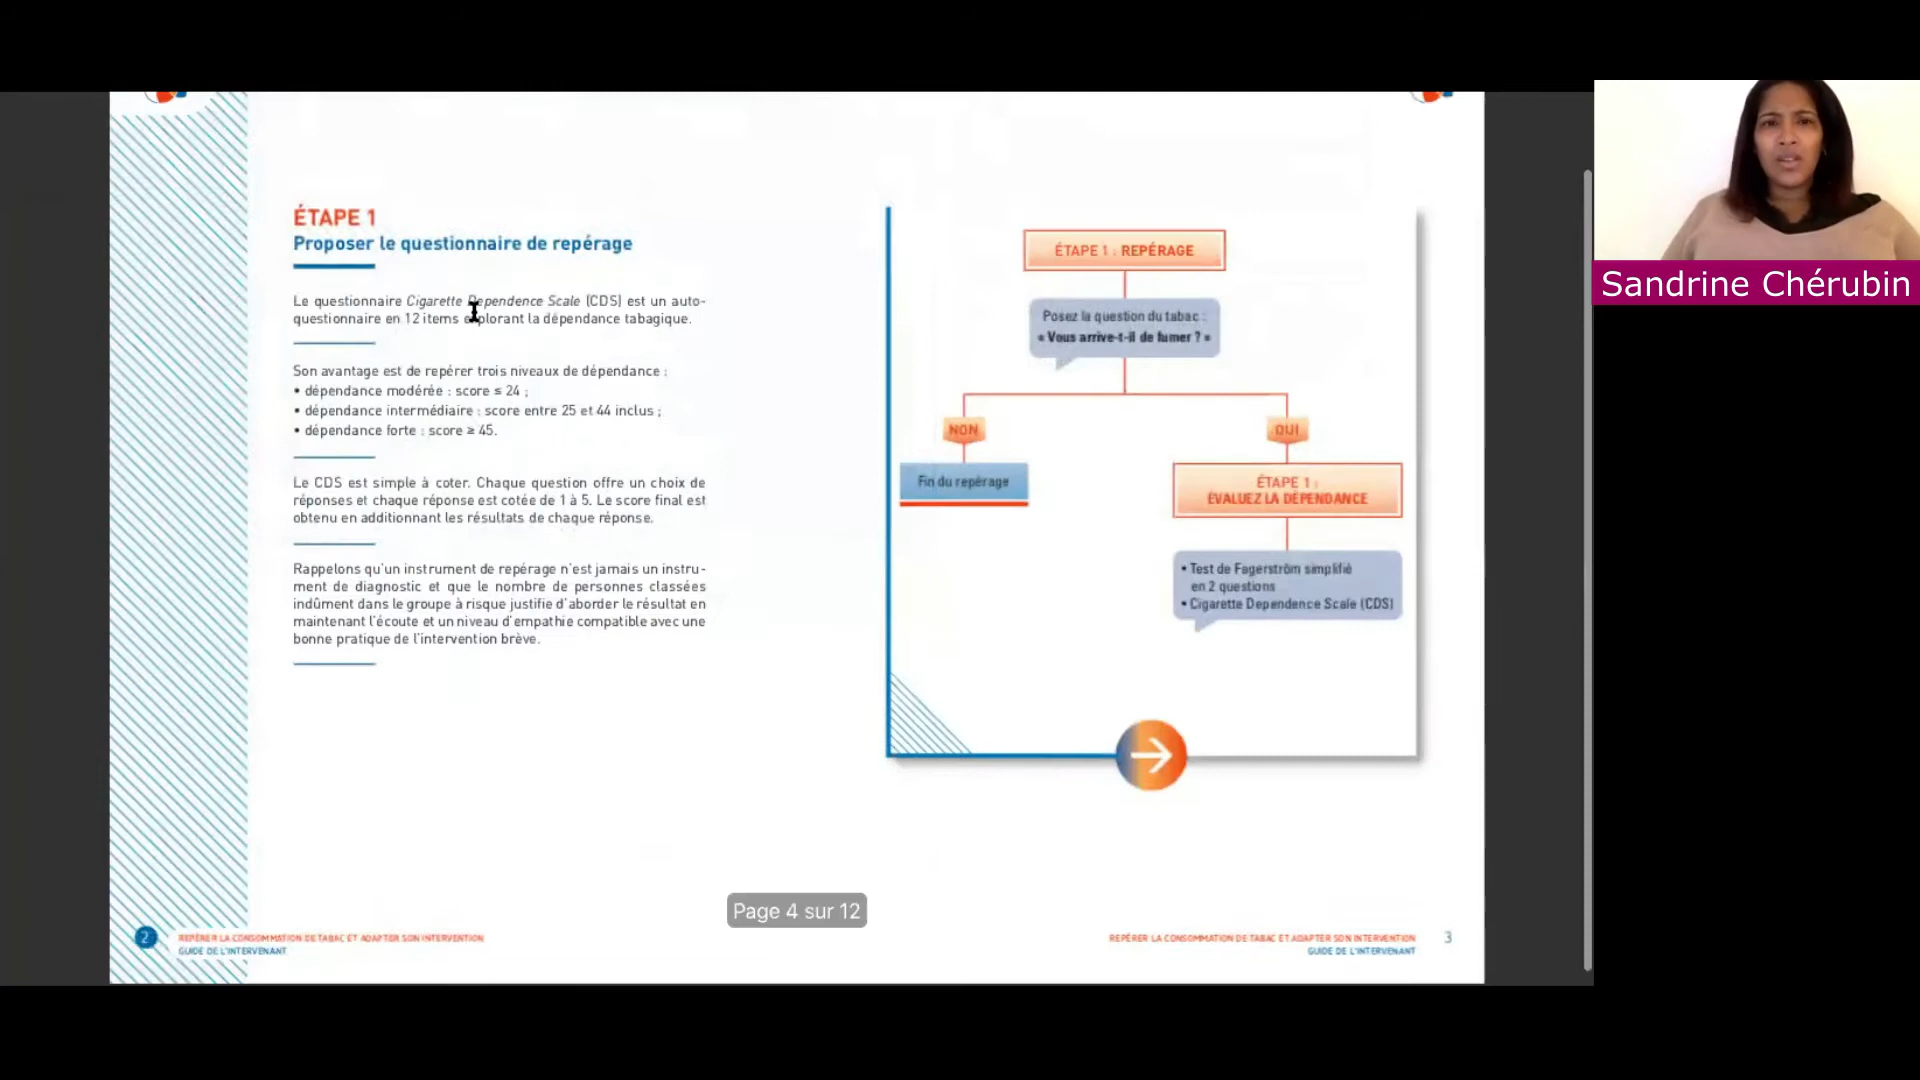 ÉTAPE 1
Proposer le questionnaire de repérage
Le questionnaire Cigarette Dependence Scale (CDS) est un auto-
questionnaire en 12 items explorant la dépendance tabagique.
Son avantage est de repérer trois niveaux de dépendance :
• dépendance modérée : score ≤ 24 ;
• dépendance intermédiaire : score entre 25 et 44 inclus ;
• dépendance forte : score ≥ 45.
Le CDS est simple à coter. Chaque question offre un choix de
réponses et chaque réponse est cotée de 1 à 5. Le score final est
obtenu en additionnant les résultats de chaque réponse.
Rappelons qu'un instrument de repérage n'est jamais un instru-
ment de diagnostic et que le nombre de personnes classées
indûment dans le groupe à risque justifie d'aborder le résultat en
maintenant l'écoute et un niveau d'empathie compatible avec une
bonne pratique de l'intervention brève.
2
REPÉRER LA CONSOMMATION DE TABAC ET ADAPTER SON INTERVENTION
GUIDE DE L'INTERVENANT
ÉTAPE 1 : REPÉRAGE
Posez la question du tabac :
« Vous arrive-t-il de fumer ? »
NON
OUI
Fin du repérage
ÉTAPE 1 :
ÉVALUEZ LA DÉPENDANCE
• Test de Fagerström simplifié
en 2 questions
• Cigarette Dependence Scale (CDS)
REPÉRER LA CONSOMMATION DE TABAC ET ADAPTER SON INTERVENTION
GUIDE DE L'INTERVENANT
3
Page 4 sur 12
Sandrine Chérubin